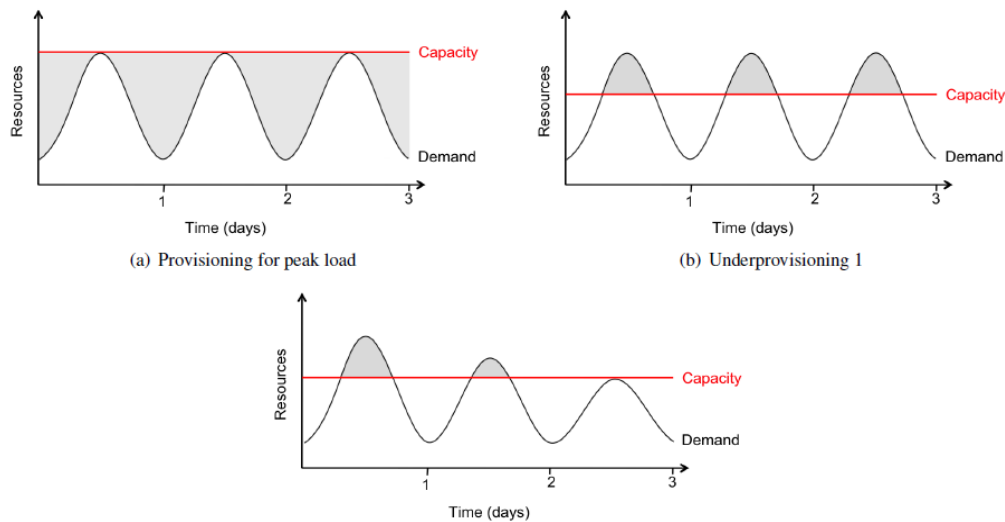 Resources
Capacity
Demand
1
2
3
Time (days)
(a) Provisioning for peak load
Resources
Capacity
Demand
1
2
3
Time (days)
(b) Underprovisioning 1
Resources
Capacity
Demand
1
2
3
Time (days)